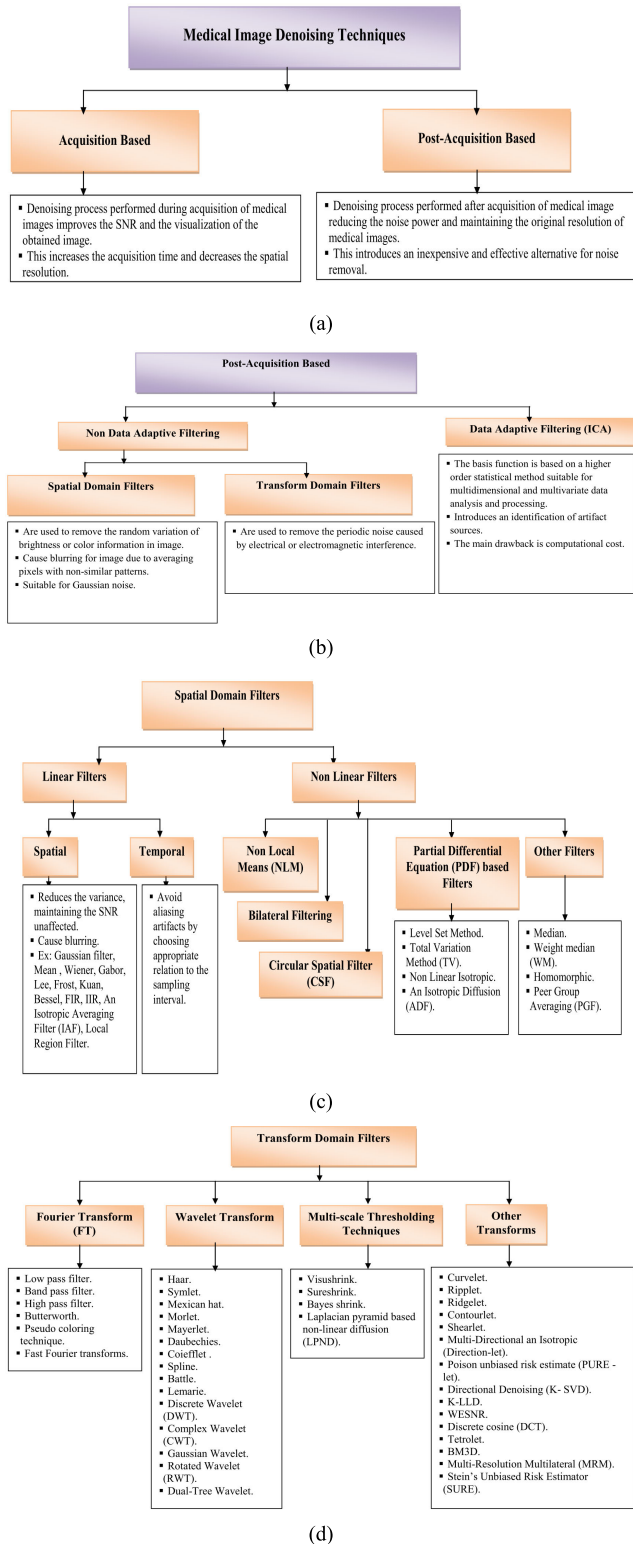 Medical Image Denoising Techniques
Acquisition Based
Post-Acquisition Based
▪ Denoising process performed during acquisition of medical
images improves the SNR and the visualization of the
obtained image.
▪ This increases the acquisition time and decreases the spatial
resolution.
▪ Denoising process performed after acquisition of medical image
reducing the noise power and maintaining the original resolution of
medical images.
▪ This introduces an inexpensive and effective alternative for noise
removal.
(a)
Post-Acquisition Based
Non Data Adaptive Filtering
Data Adaptive Filtering (ICA)
Spatial Domain Filters
Transform Domain Filters
▪ Are used to remove the random variation of
brightness or color information in image.
▪ Cause blurring for image due to averaging
pixels with non-similar patterns.
▪ Suitable for Gaussian noise.
▪ Are used to remove the periodic noise caused
by electrical or electromagnetic interference.
▪ The basis function is based on a higher
order statistical method suitable for
multidimensional and multivariate data
analysis and processing.
▪ Introduces an identification of artifact
sources.
▪ The main drawback is computational cost.
(b)
Spatial Domain Filters
Linear Filters
Non Linear Filters
Spatial
Temporal
Non Local
Means (NLM)
Bilateral Filtering
Circular Spatial Filter
(CSF)
Partial Differential
Equation (PDF) based
Filters
Other Filters
▪ Reduces the variance,
maintaining the SNR
unaffected.
▪ Cause blurring.
▪ Ex: Gaussian filter,
Mean , Wiener, Gabor,
Lee, Frost, Kuan,
Bessel, FIR, IIR, An
Isotropic Averaging
Filter (IAF), Local
Region Filter.
▪ Avoid
aliasing
artifacts by
choosing
appropriate
relation to the
sampling
interval.
▪ Level Set Method.
▪ Total Variation
Method (TV).
▪ Non Linear Isotropic.
▪ An Isotropic Diffusion
(ADF).
▪ Median.
▪ Weight median
(WM).
▪ Homomorphic.
▪ Peer Group
Averaging (PGF).
(c)
Transform Domain Filters
Fourier Transform
(FT)
Wavelet Transform
Multi-scale Thresholding
Techniques
Other
Transforms
▪ Low pass filter.
▪ Band pass filter.
▪ High pass filter.
▪ Butterworth.
▪ Pseudo coloring
technique.
▪ Fast Fourier transforms.
▪ Haar.
▪ Symlet.
▪ Mexican hat.
▪ Morlet.
▪ Mayerlet.
▪ Daubechies.
▪ Coiefflet .
▪ Spline.
▪ Battle.
▪ Lemarie.
▪ Discrete Wavelet
(DWT).
▪ Complex Wavelet
(CWT).
▪ Gaussian Wavelet.
▪ Rotated Wavelet
(RWT).
▪ Dual-Tree Wavelet.
▪ Visushrink.
▪ Sureshrink.
▪ Bayes shrink.
▪ Laplacian pyramid based
non-linear diffusion
(LPND).
▪ Curvelet.
▪ Ripplet.
▪ Ridgelet.
▪ Contourlet.
▪ Shearlet.
▪ Multi-Directional an Isotropic
(Direction-let).
▪ Poison unbiased risk estimate (PURE -
let).
▪ Directional Denoising (K- SVD).
▪ K-LLD.
▪ WESNR.
▪ Discrete cosine (DCT).
▪ Tetrolet.
▪ BM3D.
▪ Multi-Resolution Multilateral (MRM).
▪ Stein's Unbiased Risk Estimator
(SURE).
(d)